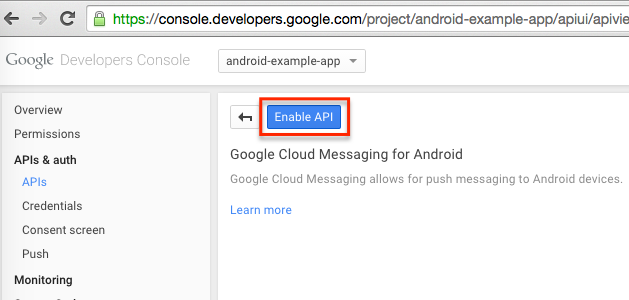 https://console.developers.google.com/project/android-example-app/apiui/apivie
Google Developers Console
android-example-app
Overview
Permissions
APIs & auth
APIs
Credentials
Consent screen
Push
Monitoring
Enable API
Google Cloud Messaging for Android
Google Cloud Messaging allows for push messaging to Android devices.
Learn more